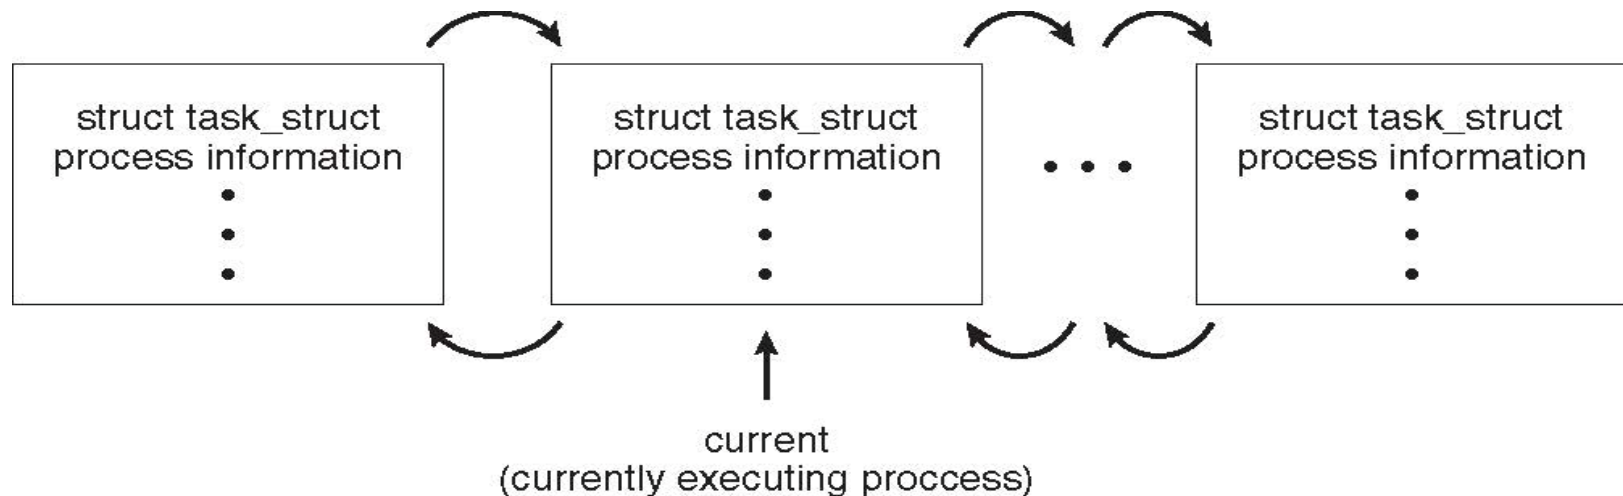 struct task_struct
process information
struct task_struct
process information
struct task_struct
process information
current
(currently executing proccess)